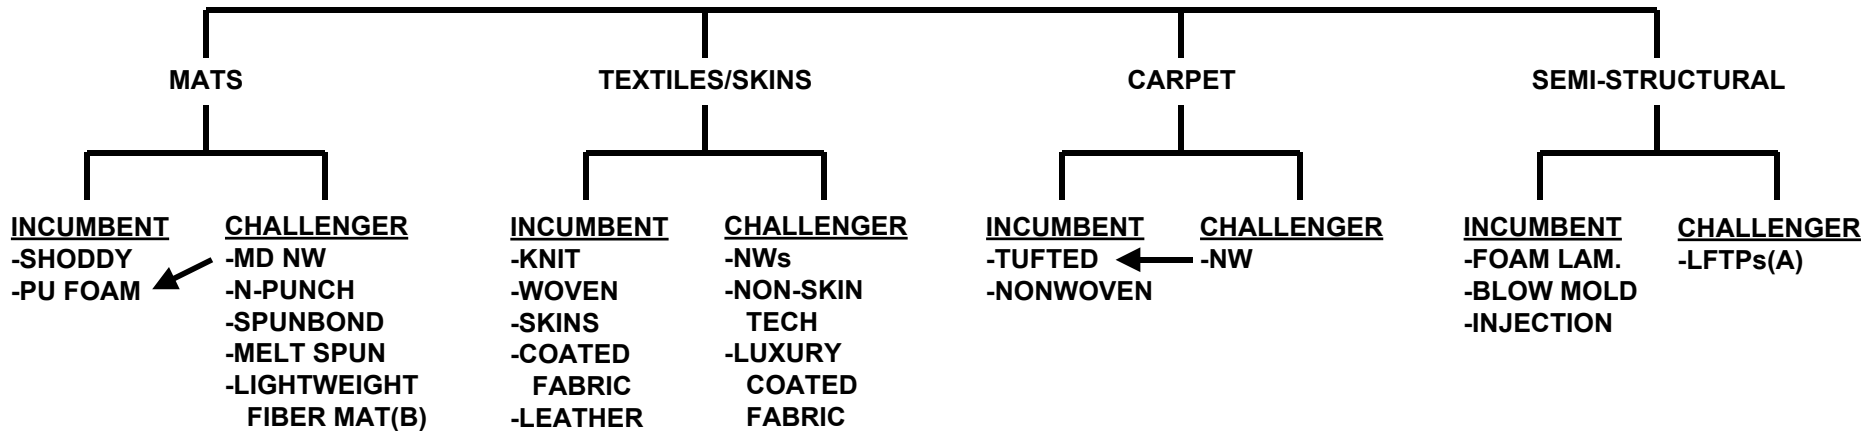 MATS
TEXTILES/SKINS
CARPET
SEMI-STRUCTURAL
INCUMBENT
-SHODDY
-PU FOAM
CHALLENGER
-MD NW
-N-PUNCH
-SPUNBOND
-MELT SPUN
-LIGHTWEIGHT
FIBER MAT(B)
INCUMBENT
-KNIT
-WOVEN
-SKINS
-COATED
FABRIC
-LEATHER
CHALLENGER
-NWs
-NON-SKIN
TECH
-LUXURY
COATED
FABRIC
INCUMBENT
-TUFTED
-NONWOVEN
CHALLENGER
-NW
INCUMBENT
-FOAM LAM.
-BLOW MOLD
-INJECTION
CHALLENGER
-LFTPs(A)